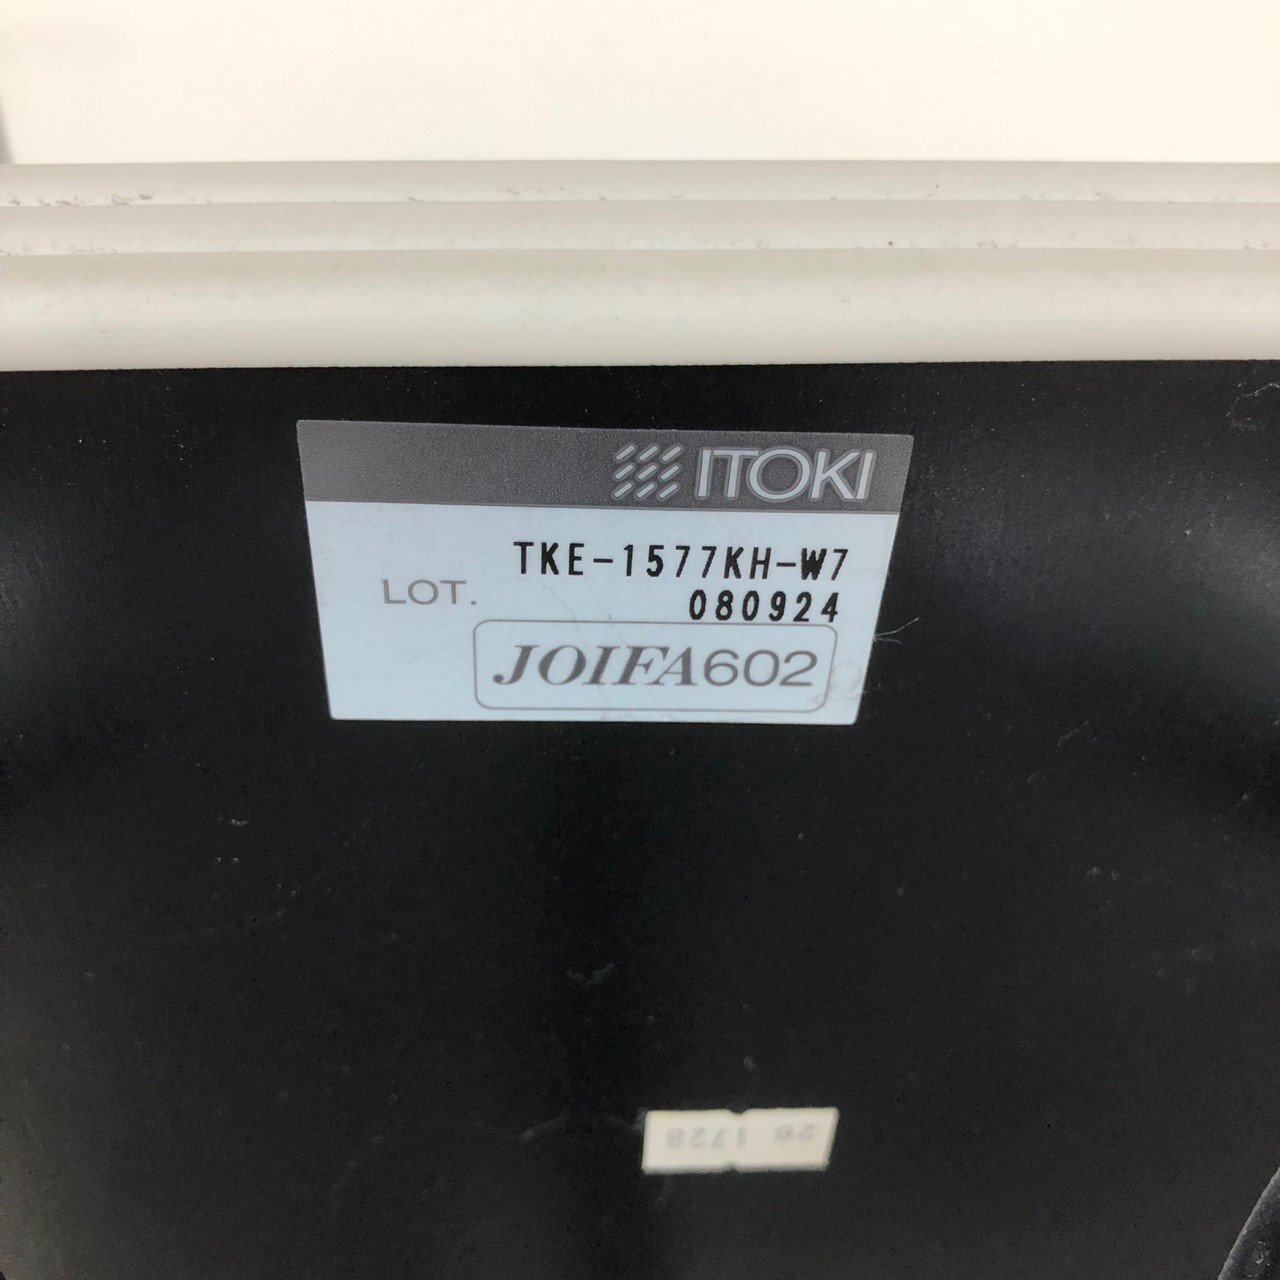 ITOKI
TKE-1577KH-W7
LOT. 080924
JOIFA602